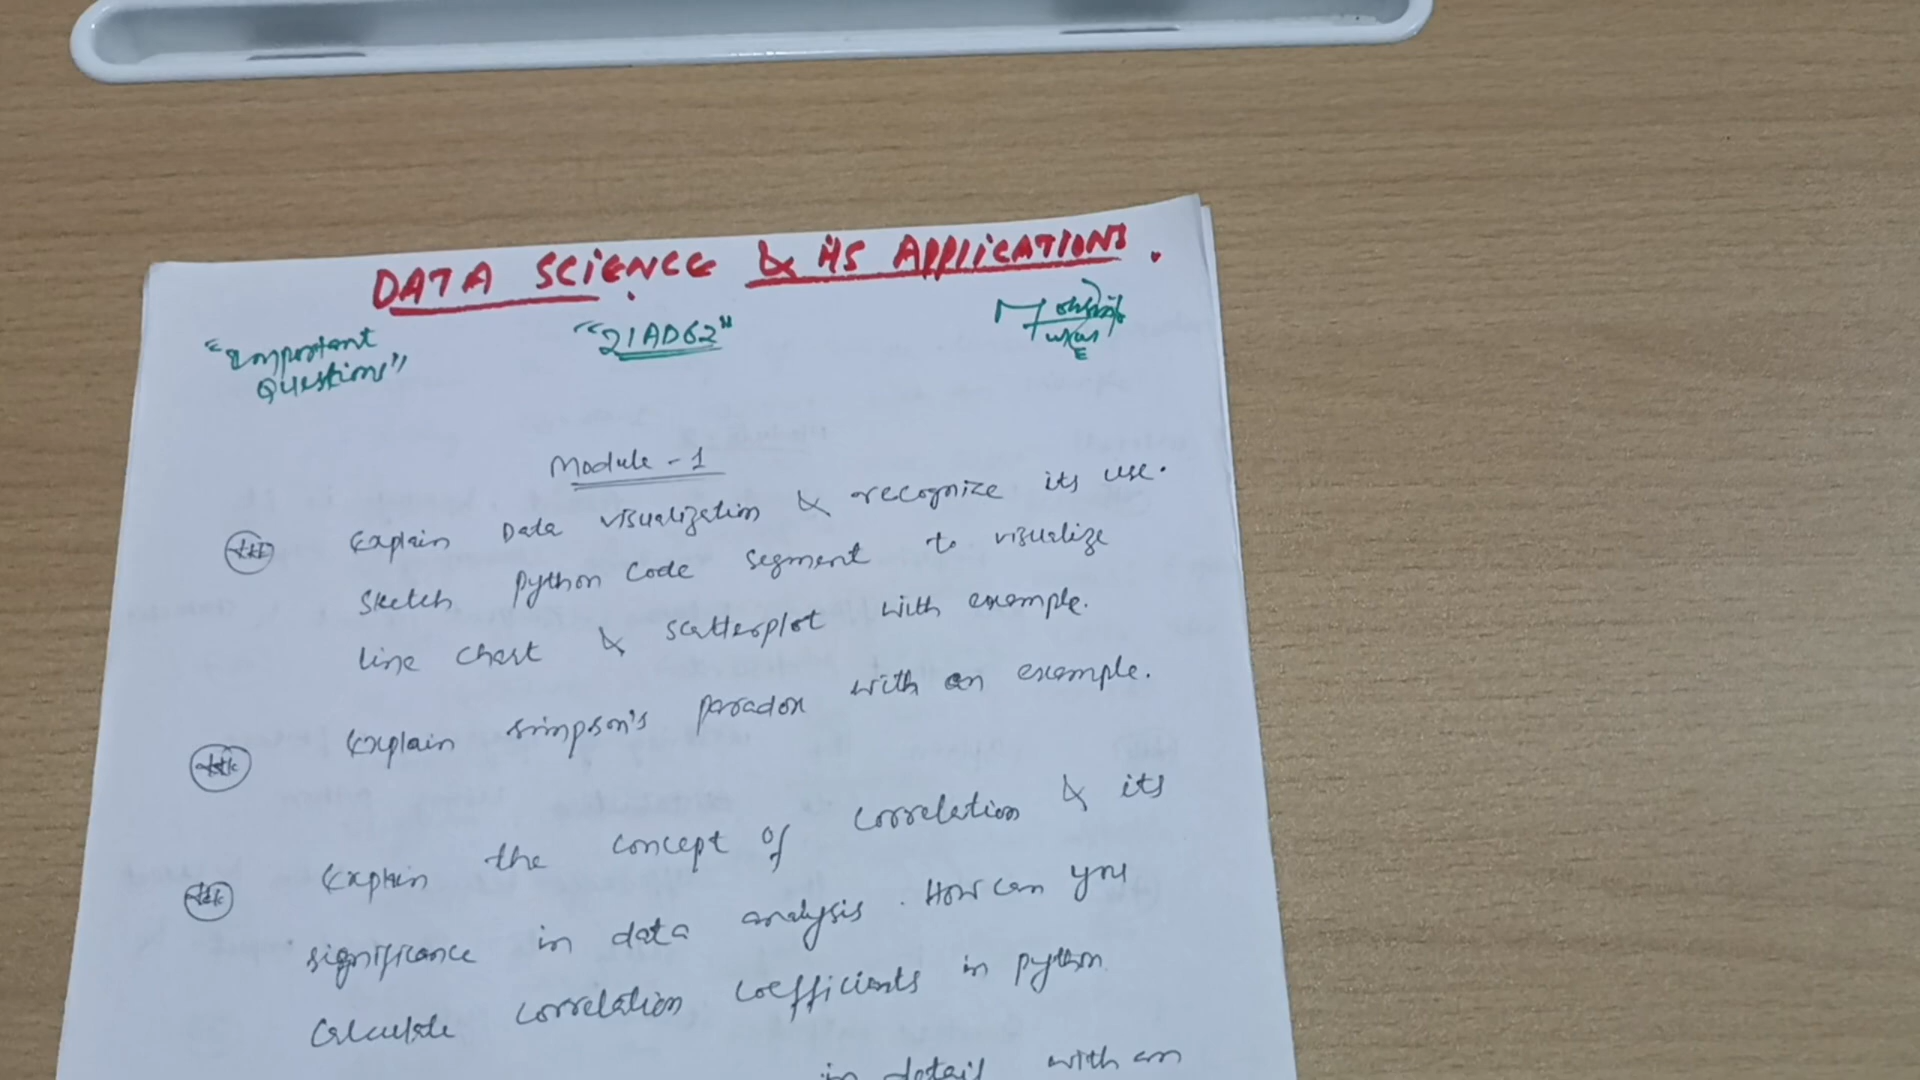 DATA SCIENCE & its APPLICATIONS.
"Important "21AD62"
Questions"
Module - 1
Explain Data visualization & recognize its use.
Sketch python code segment to visualize
line chart & scatterplot with example.
Explain simpson's paradox with an example.
Explain the concept of correlation & its
significance in data analysis. How can you
calculate correlation coefficients in python
in detail with an